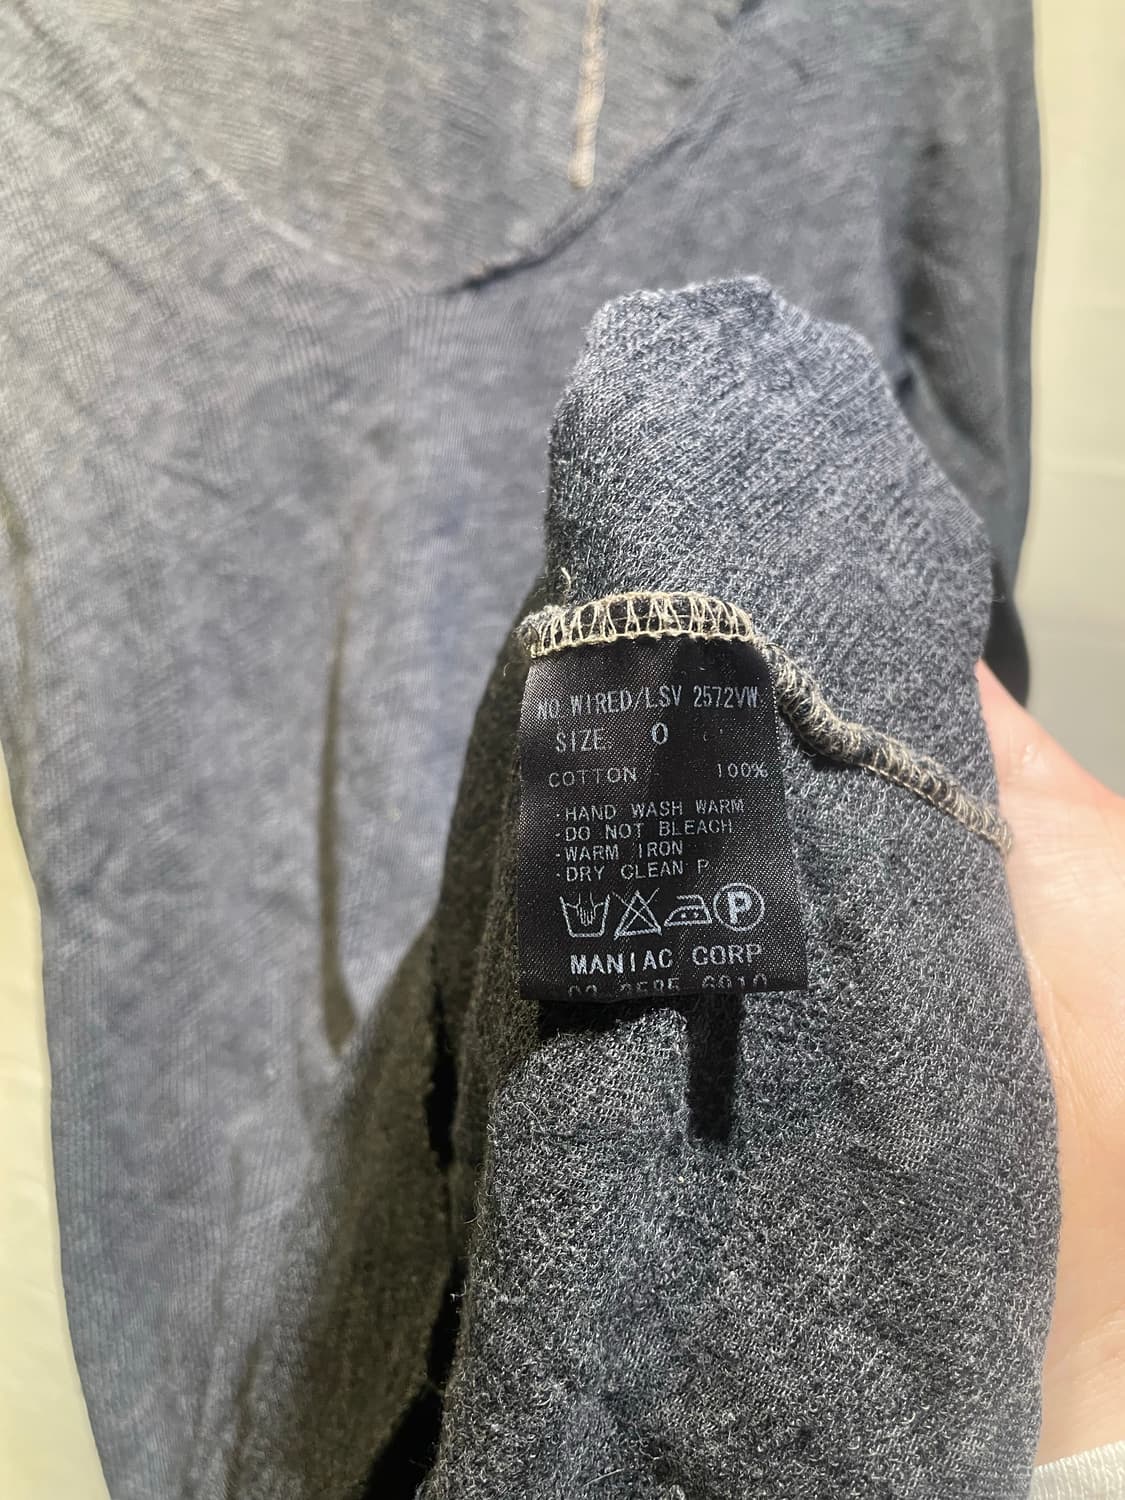 NO.WIRED/LSV 2572VW
SIZE 0
COTTON 100%
·HAND WASH WARM
·DO NOT BLEACH
·WARM IRON
·DRY CLEAN P
P
MANIAC CORP